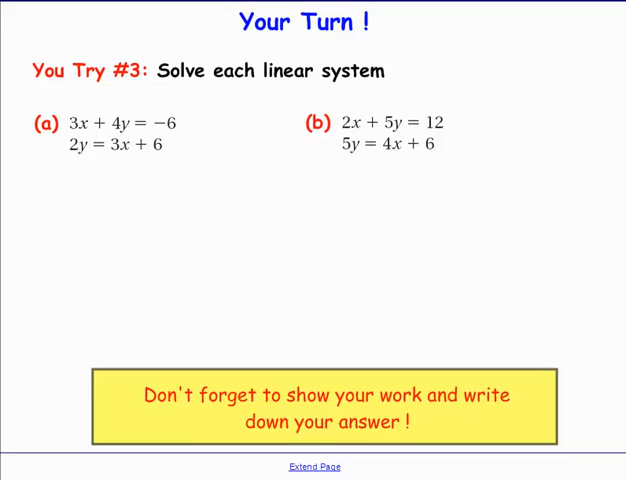 Your Turn !
You Try #3: Solve each linear system
(a) 3x + 4y = −6
2y = 3x + 6
(b) 2x + 5y = 12
5y = 4x + 6
Don't forget to show your work and write
down your answer !
Extend Page